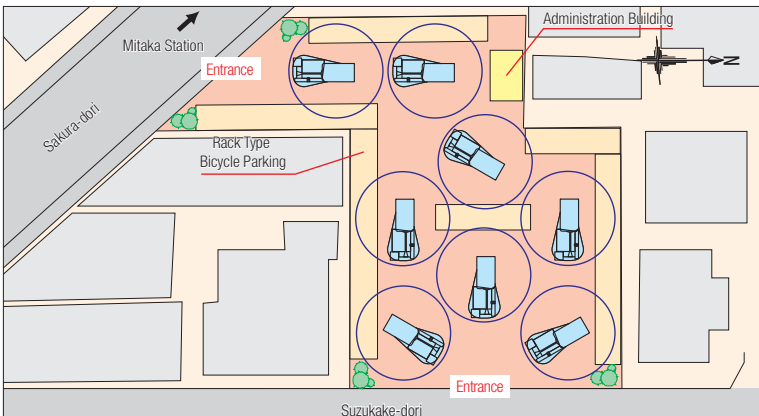 Administration Building
Mitaka Station
Entrance
N
Sakura-dori
Rack Type
Bicycle Parking
Entrance
Suzukake-dori